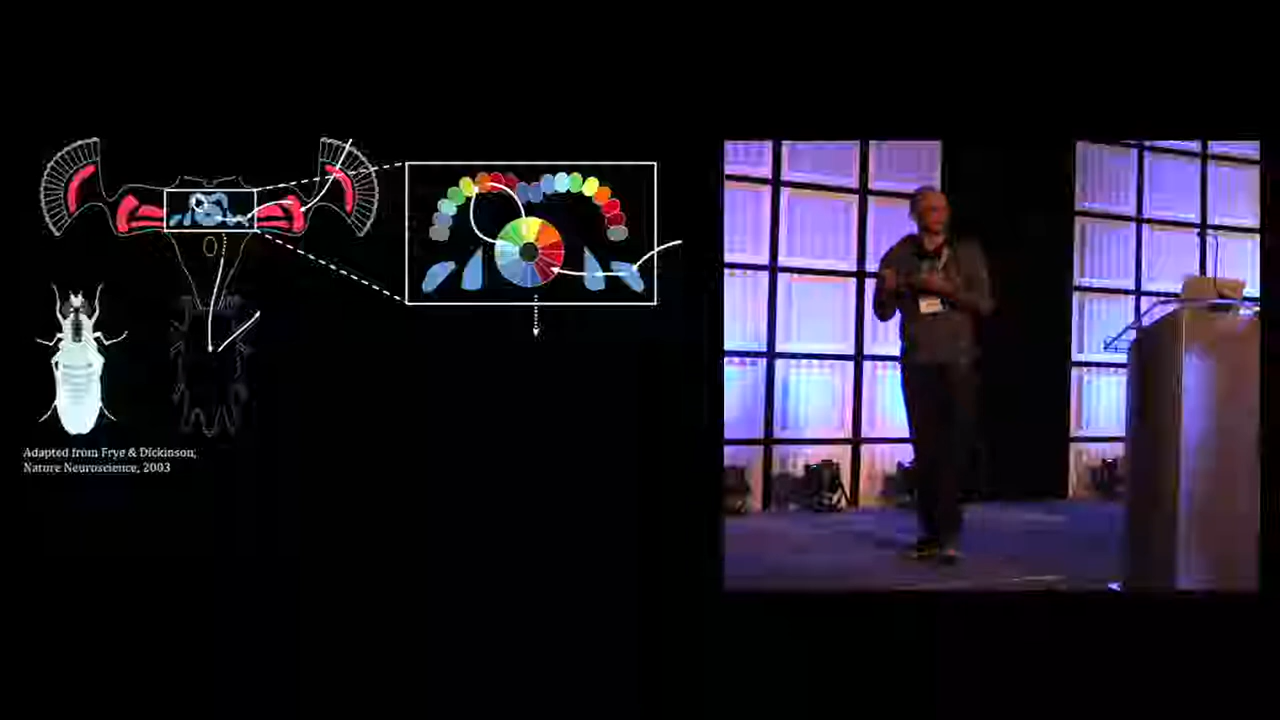 Adapted from Frye & Dickinson,
Nature Neuroscience, 2003